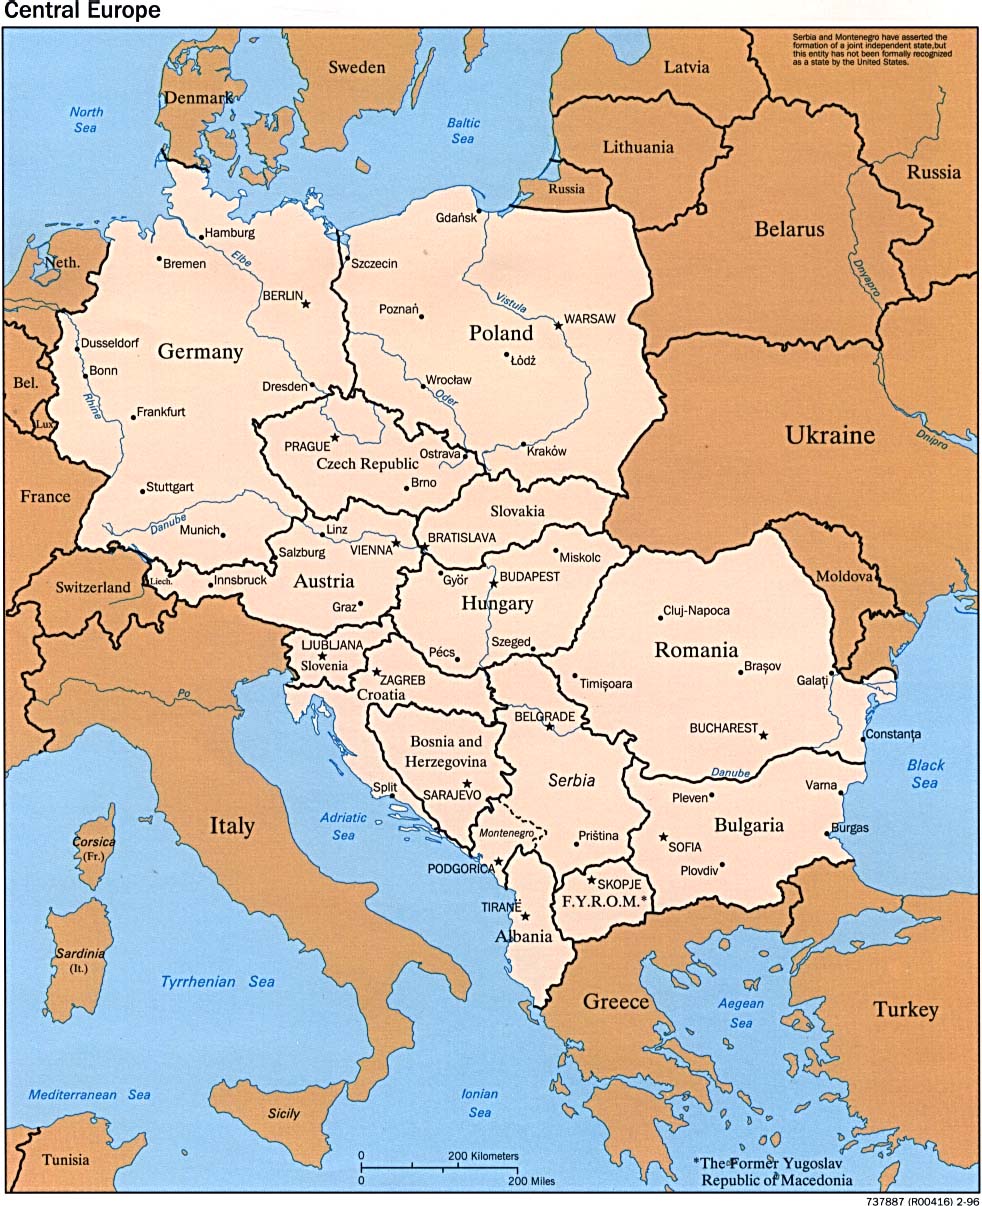 Central Europe
Serbia and Montenegro have asserted the
formation of a joint independent state,but
this entity has not been formally recognized
as a state by the United States.
Sweden
Latvia
Denmark
North
Sea
Baltic
Sea
Lithuania
Russia
Russia
Gdańsk
Belarus
Hamburg
Neth.
Bremen
Elbe
Szczecin
Dnyapro
BERLIN
Poznań
Vistula
WARSAW
Poland
Dusseldorf
Germany
Łódź
Bonn
Bel.
Rhine
Dresden
Wrocław
Oder
Frankfurt
Lux.
Ukraine
Dnipro
PRAGUE
Czech Republic
Ostrava
Kraków
Brno
France
Stuttgart
Slovakia
Danube
Munich
Linz
Salzburg
VIENNA
BRATISLAVA
Miskolc
Switzerland
Liech.
Innsbruck
Austria
Györ
BUDAPEST
Moldova
Graz
Hungary
Cluj-Napoca
LJUBLJANA
Slovenia
Szeged
Pécs
Romania
Brașov
Galați
ZAGREB
Croatia
Timișoara
Po
BELGRADE
BUCHAREST
Constanța
Bosnia and
Herzegovina
Danube
Black
Sea
Serbia
Split
SARAJEVO
Pleven
Varna
Adriatic
Sea
Montenegro
Priština
Bulgaria
Burgas
Italy
SOFIA
Corsica
(Fr.)
PODGORICA
Plovdiv
SKOPJE
F.Y.R.O.M.*
TIRANË
Albania
Sardinia
(It.)
Tyrrhenian Sea
Greece
Aegean
Sea
Turkey
Mediterranean Sea
Sicily
Ionian
Sea
Tunisia
0 200 Kilometers
0 200 Miles
*The Former Yugoslav
Republic of Macedonia
737887 (R00416) 2-96